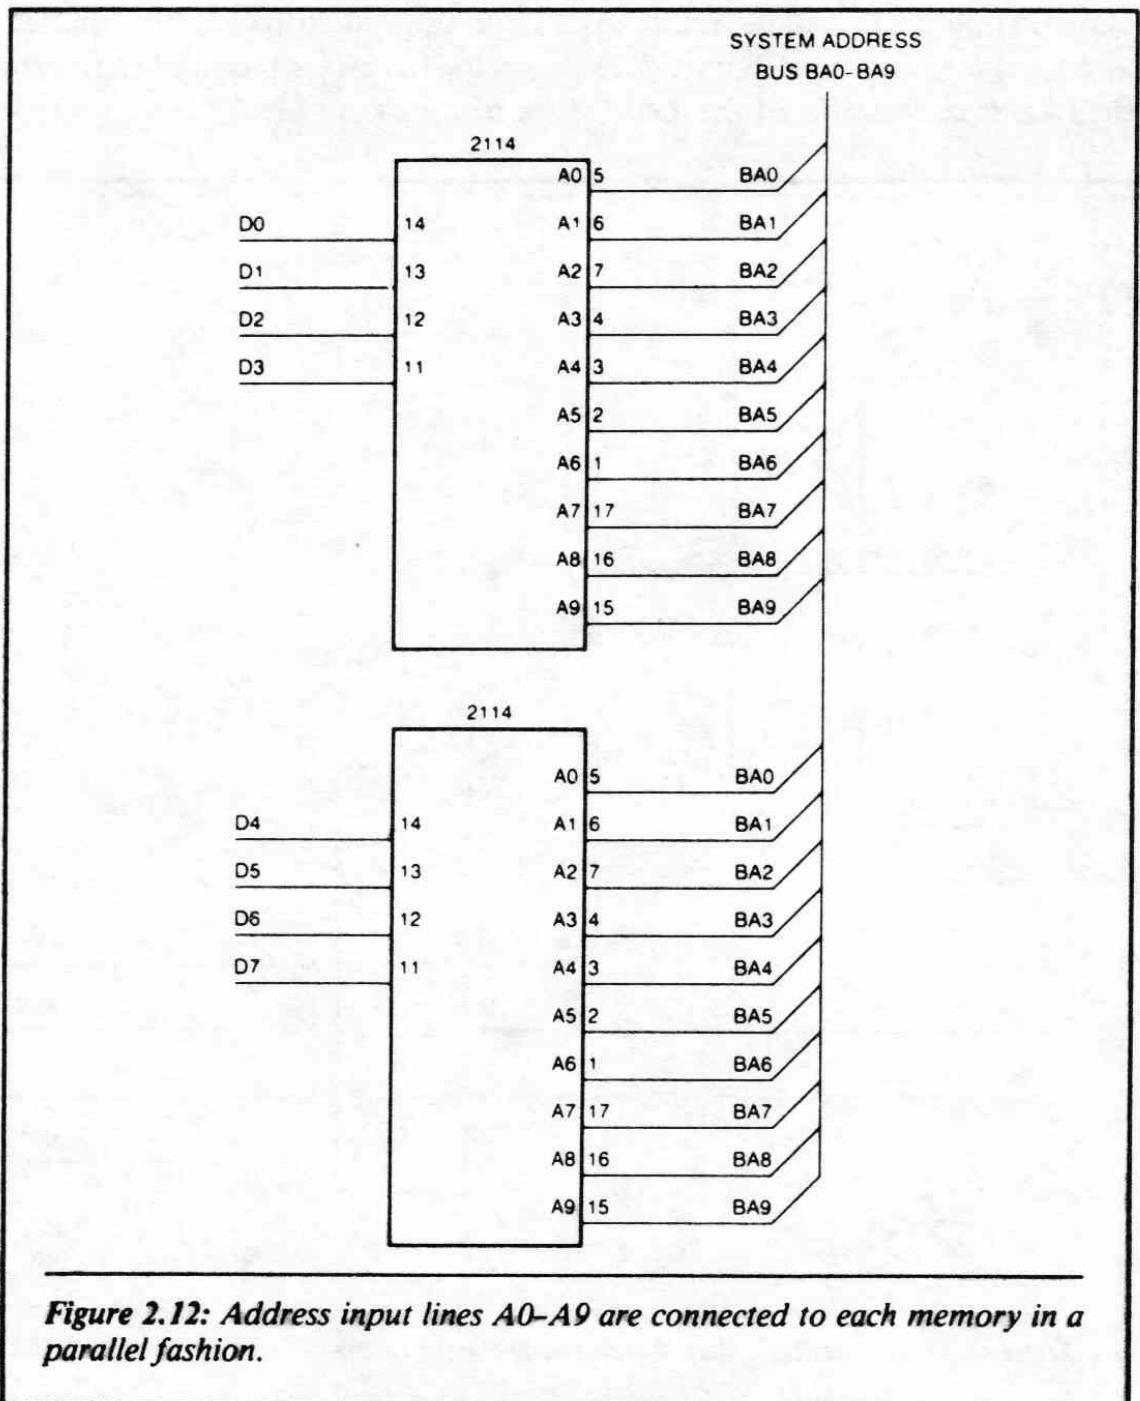 SYSTEM ADDRESS
BUS BA0-BA9
2114
A0 5 BA0
D0 14 A1 6 BA1
D1 13 A2 7 BA2
D2 12 A3 4 BA3
D3 11 A4 3 BA4
A5 2 BA5
A6 1 BA6
A7 17 BA7
A8 16 BA8
A9 15 BA9
2114
A0 5 BA0
D4 14 A1 6 BA1
D5 13 A2 7 BA2
D6 12 A3 4 BA3
D7 11 A4 3 BA4
A5 2 BA5
A6 1 BA6
A7 17 BA7
A8 16 BA8
A9 15 BA9
Figure 2.12: Address input lines A0–A9 are connected to each memory in a
parallel fashion.